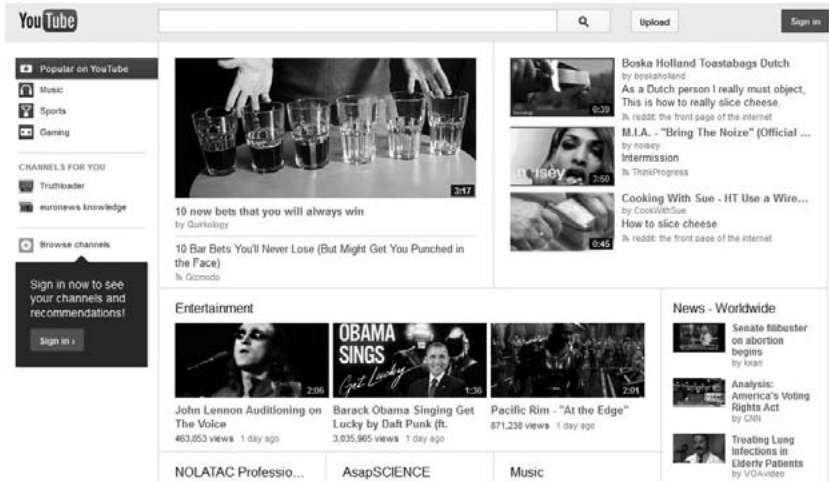 YouTube
Upload
Sign in
Popular on YouTube
Music
Sports
Gaming
CHANNELS FOR YOU
Truthloader
euronews knowledge
Browse channels
Sign in now to see
your channels and
recommendations!
Sign in ›
3:17
10 new bets that you will always win
by Quirkology
10 Bar Bets You'll Never Lose (But Might Get You Punched in
the Face)
Gizmodo
0:39
Boska Holland Toastabags Dutch
by boskaholland
As a Dutch person I really must object,
This is how to really slice cheese.
reddit: the front page of the internet
noisey
3:50
M.I.A. - "Bring The Noize" (Official ...
by noisey
Intermission
ThinkProgress
0:45
Cooking With Sue - HT Use a Wire...
by CookWithSue
How to slice cheese
reddit: the front page of the internet
Entertainment
2:06
John Lennon Auditioning on
The Voice
463,853 views 1 day ago
OBAMA
SINGS
Get Lucky
1:36
Barack Obama Singing Get
Lucky by Daft Punk (ft.
3,035,965 views 1 day ago
2:01
Pacific Rim - "At the Edge"
871,238 views 1 day ago
News - Worldwide
Senate filibuster
on abortion
begins
by kxan
Analysis:
America's Voting
Rights Act
by CNN
Treating Lung
Infections in
Elderly Patients
by VOAvideo
NOLATAC Professio...
AsapSCIENCE
Music